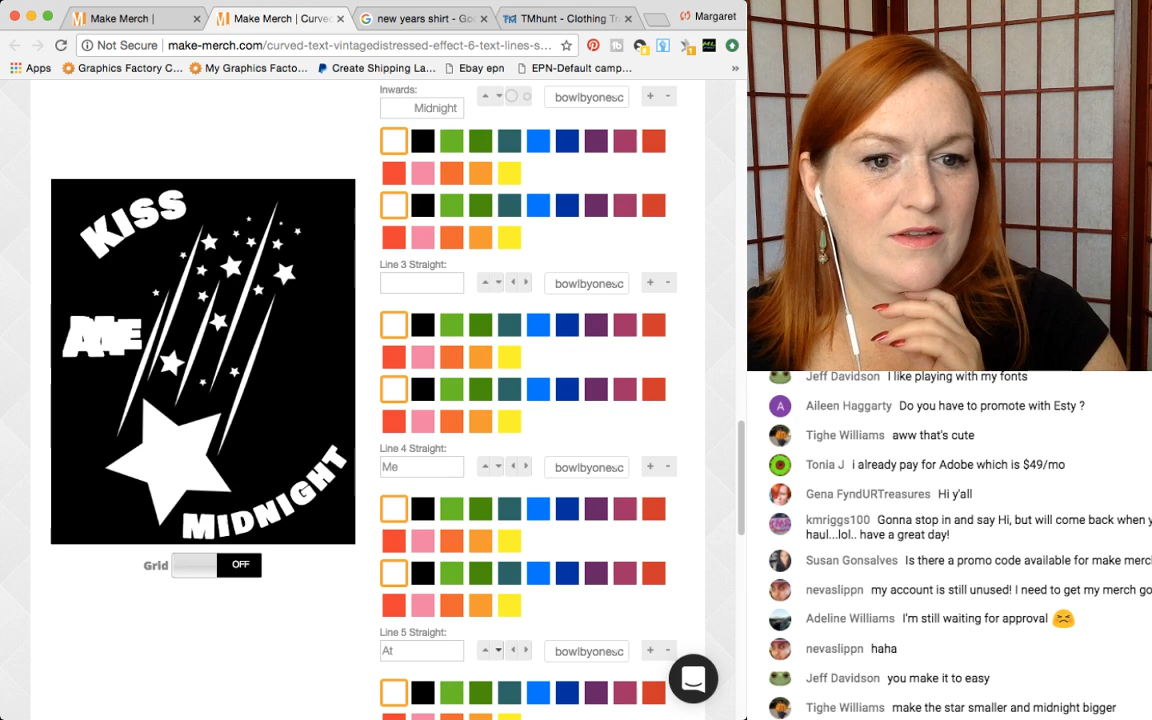 Make Merch |
Make Merch | Curve
new years shirt - Goo
TMhunt - Clothing Tr
Margaret
Not Secure | make-merch.com/curved-text-vintagedistressed-effect-6-text-lines-s...
Apps
Graphics Factory C...
My Graphics Facto...
Create Shipping La...
Ebay epn
EPN-Default camp...
»
Inwards:
Midnight
bowlbyonesc
+ -
Line 3 Straight:
bowlbyonesc
+ -
Line 4 Straight:
Me
bowlbyonesc
+ -
Line 5 Straight:
At
bowlbyonesc
+ -
KISS
MIDNIGHT
Grid
OFF
Jeff Davidson I like playing with my fonts
A
Aileen Haggarty Do you have to promote with Esty ?
Tighe Williams aww that's cute
Tonia J i already pay for Adobe which is $49/mo
Gena FyndURTreasures Hi y'all
kmriggs100 Gonna stop in and say Hi, but will come back when y
haul...lol.. have a great day!
Susan Gonsalves Is there a promo code available for make merc
nevaslippn my account is still unused! I need to get my merch go
Adeline Williams I'm still waiting for approval
nevaslippn haha
Jeff Davidson you make it to easy
Tighe Williams make the star smaller and midnight bigger